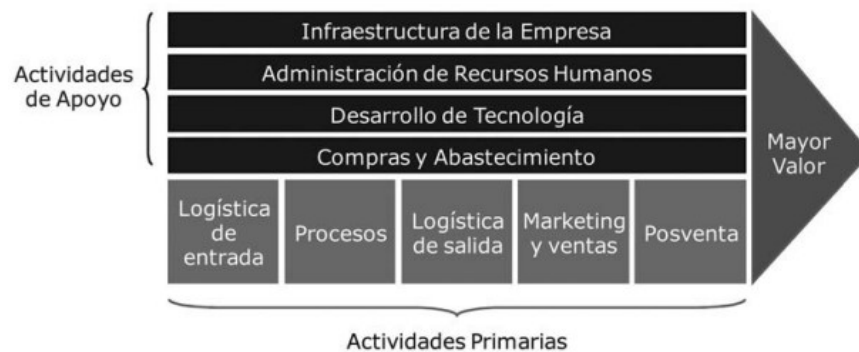 Infraestructura de la Empresa
Actividades
de Apoyo
Administración de Recursos Humanos
Desarrollo de Tecnología
Compras y Abastecimiento
Mayor
Valor
Logística
de
entrada
Procesos
Logística
de salida
Marketing
y ventas
Posventa
Actividades Primarias